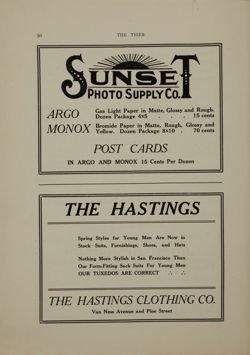 50
THE TIGER
SUNSET
PHOTO SUPPLY CO.
ARGO
Gas Light Paper in Matte, Glossy and Rough.
Dozen Package 4x5 . . . . 15 cents
MONOX
Bromide Paper in Matte, Rough, Glossy and
Yellow. Dozen Package 8x10 . 70 cents
POST CARDS
IN ARGO AND MONOX 15 Cents Per Dozen
THE HASTINGS
Spring Styles for Young Men Are Now in
Stock Suits, Furnishings, Shoes, and Hats
Nothing More Stylish in San Francisco Than
Our Form-Fitting Sack Suits For Young Men
OUR TUXEDOS ARE CORRECT ∴ ∴
THE HASTINGS CLOTHING CO.
Van Ness Avenue and Pine Street